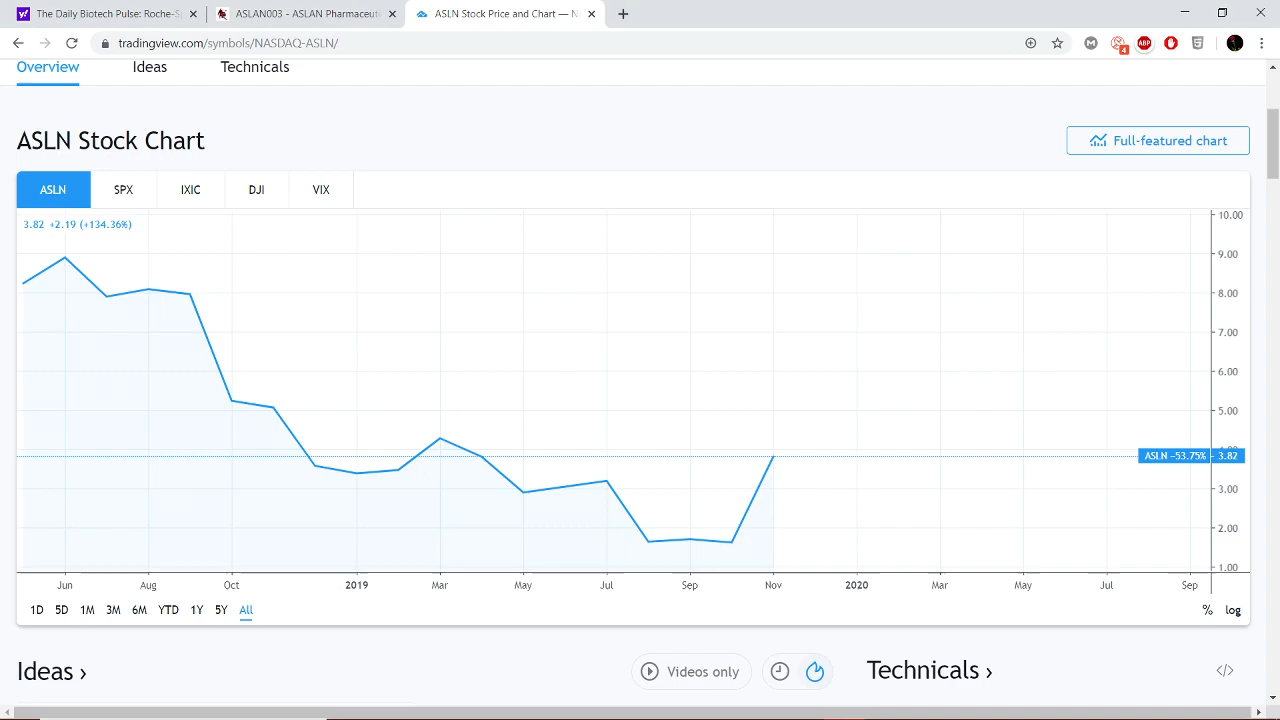 The Daily Biotech Pulse: Roche-S
ASLAN003 - ASLAN Pharmaceuti
ASLN Stock Price and Chart — N
tradingview.com/symbols/NASDAQ-ASLN/
4
ABP
Overview Ideas Technicals
ASLN Stock Chart
Full-featured chart
ASLN SPX IXIC DJI VIX
3.82 +2.19 (+134.36%)
10.00
9.00
8.00
7.00
6.00
5.00
ASLN −53.75% 3.82
3.00
2.00
1.00
Jun Aug Oct 2019 Mar May Jul Sep Nov 2020 Mar May Jul Sep
1D 5D 1M 3M 6M YTD 1Y 5Y All % log
Ideas › Videos only Technicals › </>